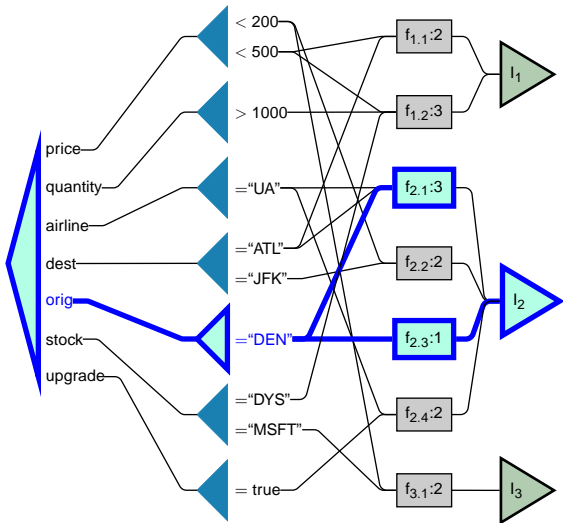 price
quantity
airline
dest
orig
stock
upgrade
< 200
< 500
> 1000
=“UA”
=“ATL”
=“JFK”
=“DEN”
=“DYS”
=“MSFT”
= true
f1.1:2
f1.2:3
f2.1:3
f2.2:2
f2.3:1
f2.4:2
f3.1:2
I1
I2
I3